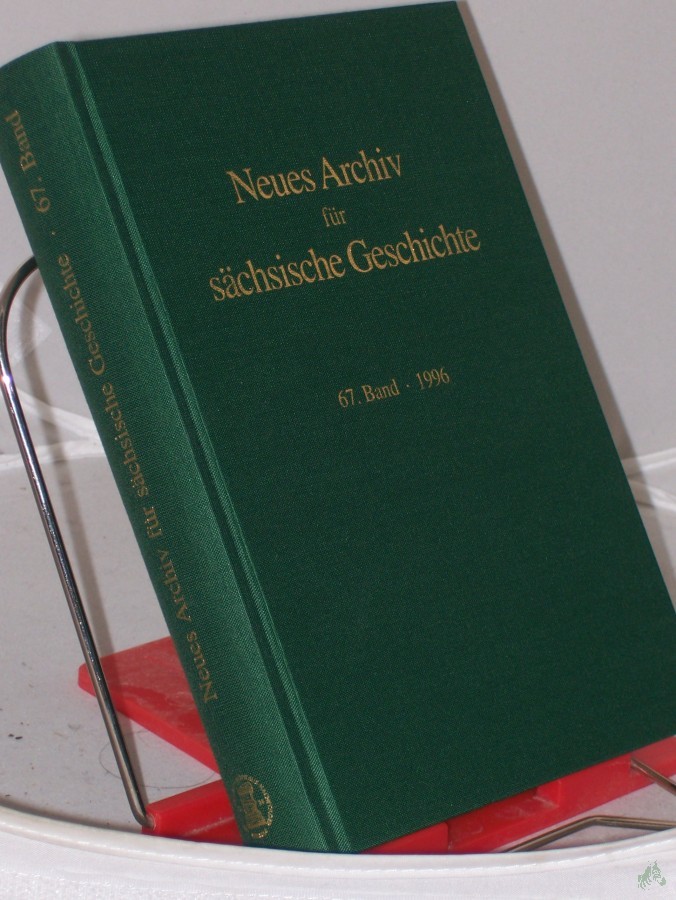 Neues Archiv
für
sächsische Geschichte
67. Band · 1996
Neues Archiv für sächsische Geschichte · 67. Band